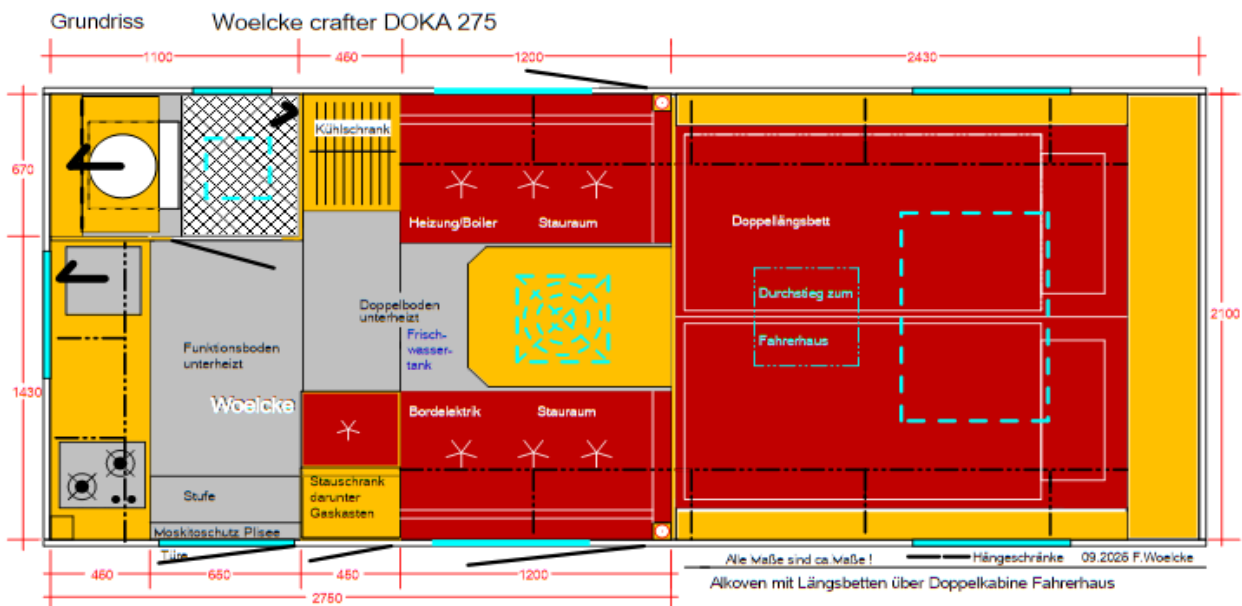 Grundriss Woelcke crafter DOKA 275
1100 460 1200 2430
670
1430
2100
Kühlschrank
Heizung/Boiler Stauraum
Doppellängsbett
Durchstieg zum
Fahrerhaus
Doppelboden
unterheizt
Frisch-
wasser-
tank
Funktionsboden
unterheizt
Woelcke
Bordelektrik Stauraum
Stauschrank
darunter
Gaskasten
Stufe
Moskitoschutz Plisee
Türe
Alle Maße sind ca.Maße ! Hängeschränke 09.2025 F.Woelcke
Alkoven mit Längsbetten über Doppelkabine Fahrerhaus
460 650 450 1200
2750